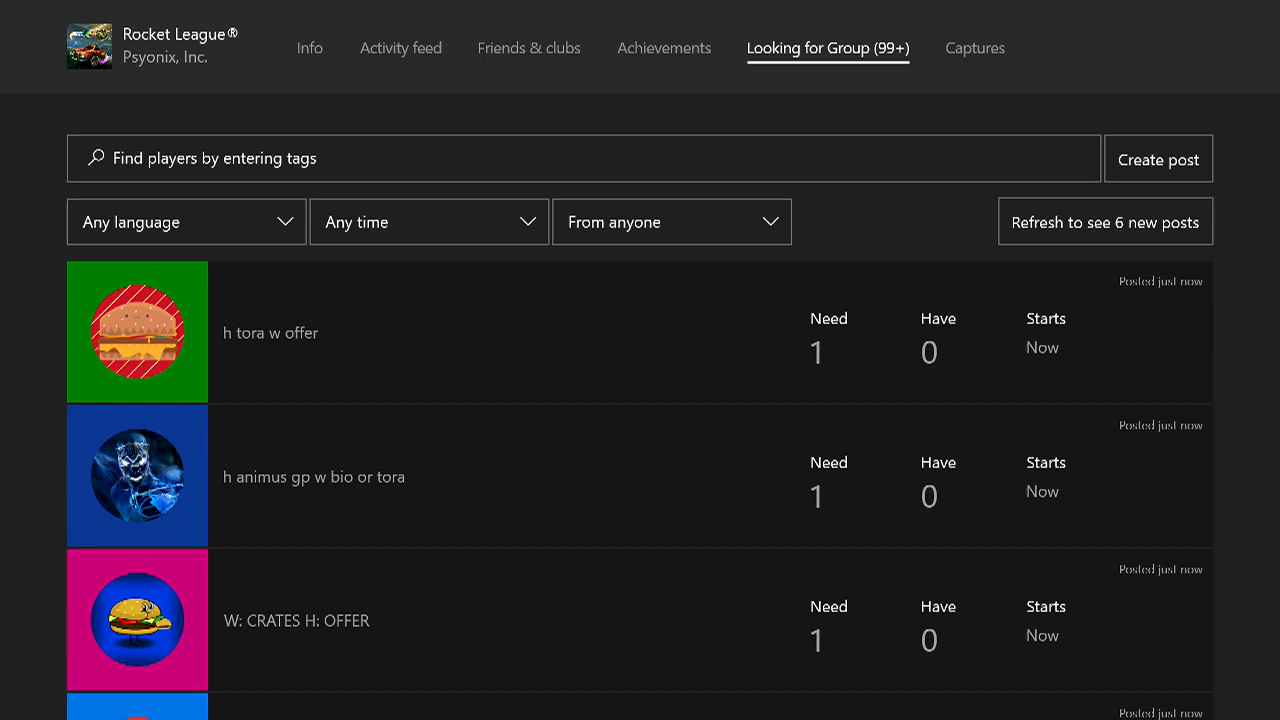 Rocket League®
Psyonix, Inc.
Info
Activity feed
Friends & clubs
Achievements
Looking for Group (99+)
Captures
Find players by entering tags
Create post
Any language
Any time
From anyone
Refresh to see 6 new posts
Posted just now
h tora w offer
Need
Have
Starts
1
0
Now
Posted just now
h animus gp w bio or tora
Need
Have
Starts
1
0
Now
Posted just now
W: CRATES H: OFFER
Need
Have
Starts
1
0
Now
Posted just now